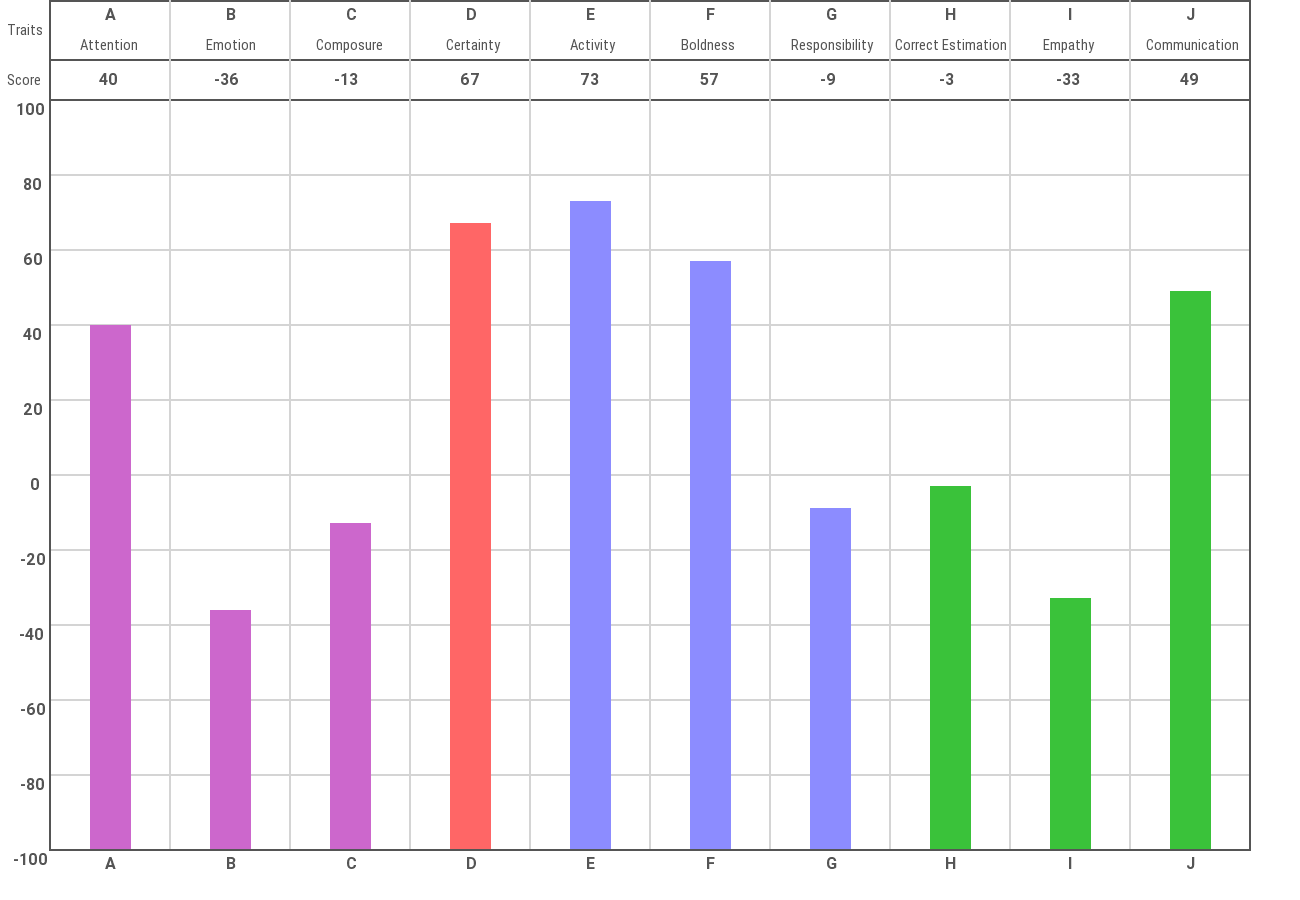 A B C D E F G H I J
Traits
Attention Emotion Composure Certainty Activity Boldness Responsibility Correct Estimation Empathy Communication
Score 40 -36 -13 67 73 57 -9 -3 -33 49
100
80
60
40
20
0
-20
-40
-60
-80
-100
A B C D E F G H I J